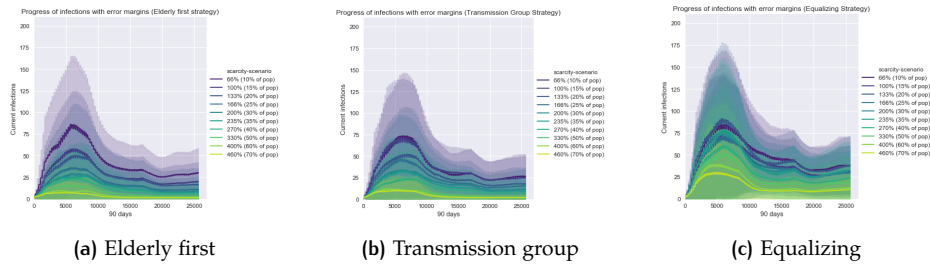 Progress of infections with error margins (Elderly first strategy)
200
175
150
125
100
75
50
25
0
Current infections
0 5000 10000 15000 20000 25000
90 days
scarcity-scenario
66% (10% of pop)
100% (15% of pop)
133% (20% of pop)
166% (25% of pop)
200% (30% of pop)
235% (35% of pop)
270% (40% of pop)
330% (50% of pop)
400% (60% of pop)
460% (70% of pop)
(a) Elderly first
Progress of infections with error margins (Transmission Group Strategy)
200
175
150
125
100
75
50
25
0
Current infections
0 5000 10000 15000 20000 25000
90 days
scarcity-scenario
66% (10% of pop)
100% (15% of pop)
133% (20% of pop)
166% (25% of pop)
200% (30% of pop)
235% (35% of pop)
270% (40% of pop)
330% (50% of pop)
400% (60% of pop)
460% (70% of pop)
(b) Transmission group
Progress of infections with error margins (Equalizing Strategy)
200
175
150
125
100
75
50
25
0
Current infections
0 5000 10000 15000 20000 25000
90 days
scarcity-scenario
66% (10% of pop)
100% (15% of pop)
133% (20% of pop)
166% (25% of pop)
200% (30% of pop)
235% (35% of pop)
270% (40% of pop)
330% (50% of pop)
400% (60% of pop)
460% (70% of pop)
(c) Equalizing